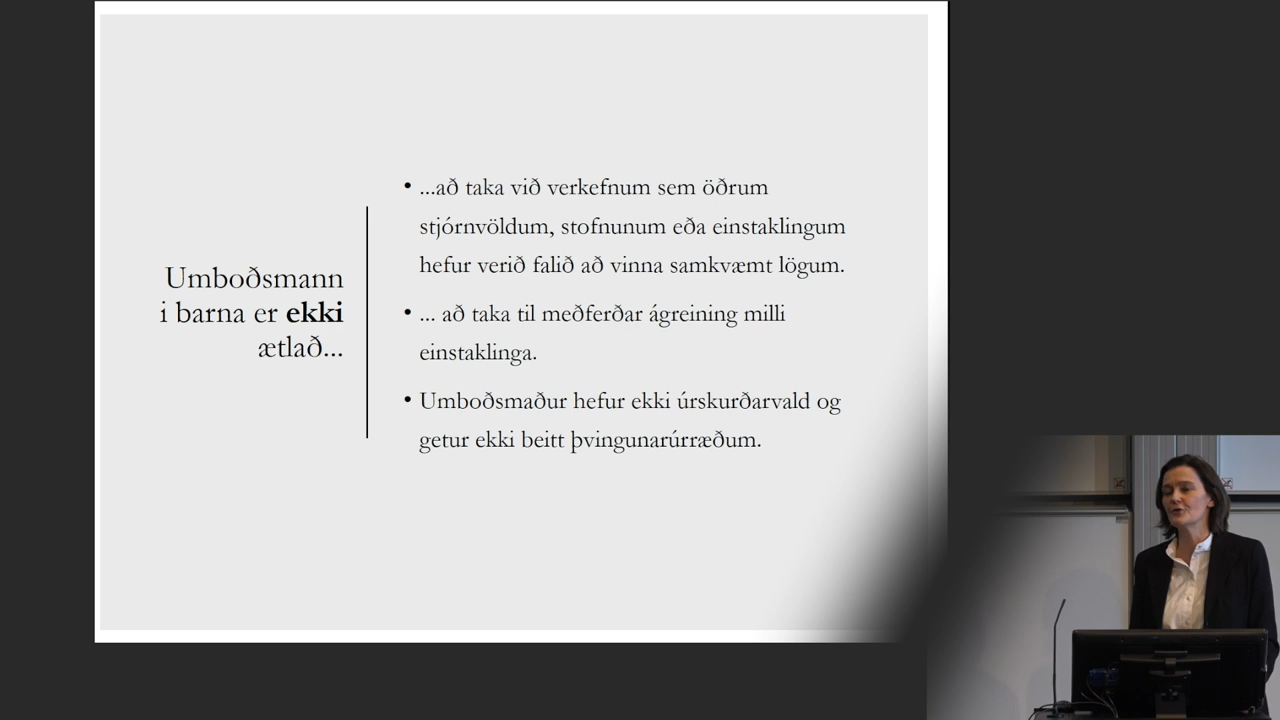 Umboðsmann
i barna er ekki
ætlað...
• ...að taka við verkefnum sem öðrum
stjórnvöldum, stofnunum eða einstaklingum
hefur verið falið að vinna samkvæmt lögum.
• ... að taka til meðferðar ágreining milli
einstaklinga.
• Umboðsmaður hefur ekki úrskurðarvald og
getur ekki beitt þvingunarúrræðum.